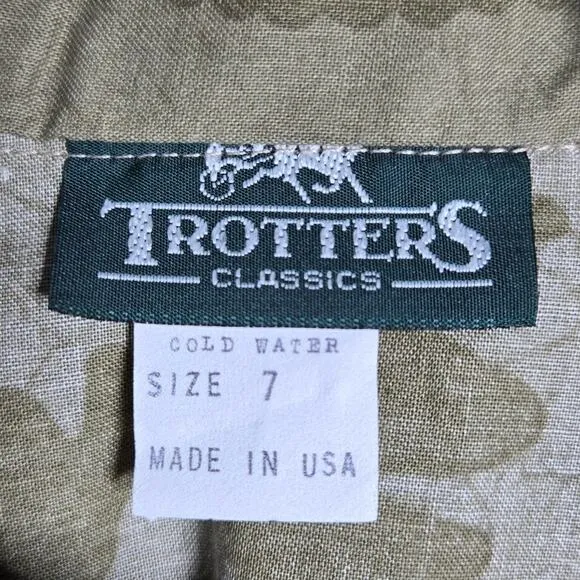 TROTTERS
CLASSICS
COLD WATER
SIZE 7
MADE IN USA